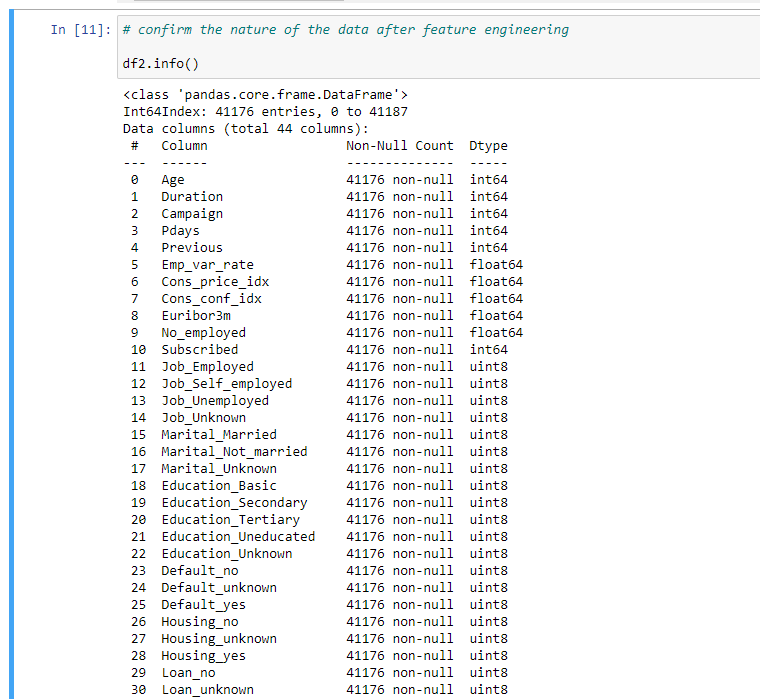 In [11]: # confirm the nature of the data after feature engineering
df2.info()
<class 'pandas.core.frame.DataFrame'>
Int64Index: 41176 entries, 0 to 41187
Data columns (total 44 columns):
 #   Column                  Non-Null Count  Dtype
---  ------                  --------------  -----
 0   Age                     41176 non-null  int64
 1   Duration                41176 non-null  int64
 2   Campaign                41176 non-null  int64
 3   Pdays                   41176 non-null  int64
 4   Previous                41176 non-null  int64
 5   Emp_var_rate            41176 non-null  float64
 6   Cons_price_idx          41176 non-null  float64
 7   Cons_conf_idx           41176 non-null  float64
 8   Euribor3m               41176 non-null  float64
 9   No_employed             41176 non-null  float64
 10  Subscribed              41176 non-null  int64
 11  Job_Employed            41176 non-null  uint8
 12  Job_Self_employed       41176 non-null  uint8
 13  Job_Unemployed          41176 non-null  uint8
 14  Job_Unknown             41176 non-null  uint8
 15  Marital_Married         41176 non-null  uint8
 16  Marital_Not_married     41176 non-null  uint8
 17  Marital_Unknown         41176 non-null  uint8
 18  Education_Basic         41176 non-null  uint8
 19  Education_Secondary     41176 non-null  uint8
 20  Education_Tertiary      41176 non-null  uint8
 21  Education_Uneducated    41176 non-null  uint8
 22  Education_Unknown       41176 non-null  uint8
 23  Default_no              41176 non-null  uint8
 24  Default_unknown         41176 non-null  uint8
 25  Default_yes             41176 non-null  uint8
 26  Housing_no              41176 non-null  uint8
 27  Housing_unknown         41176 non-null  uint8
 28  Housing_yes             41176 non-null  uint8
 29  Loan_no                 41176 non-null  uint8
 30  Loan_unknown            41176 non-null  uint8